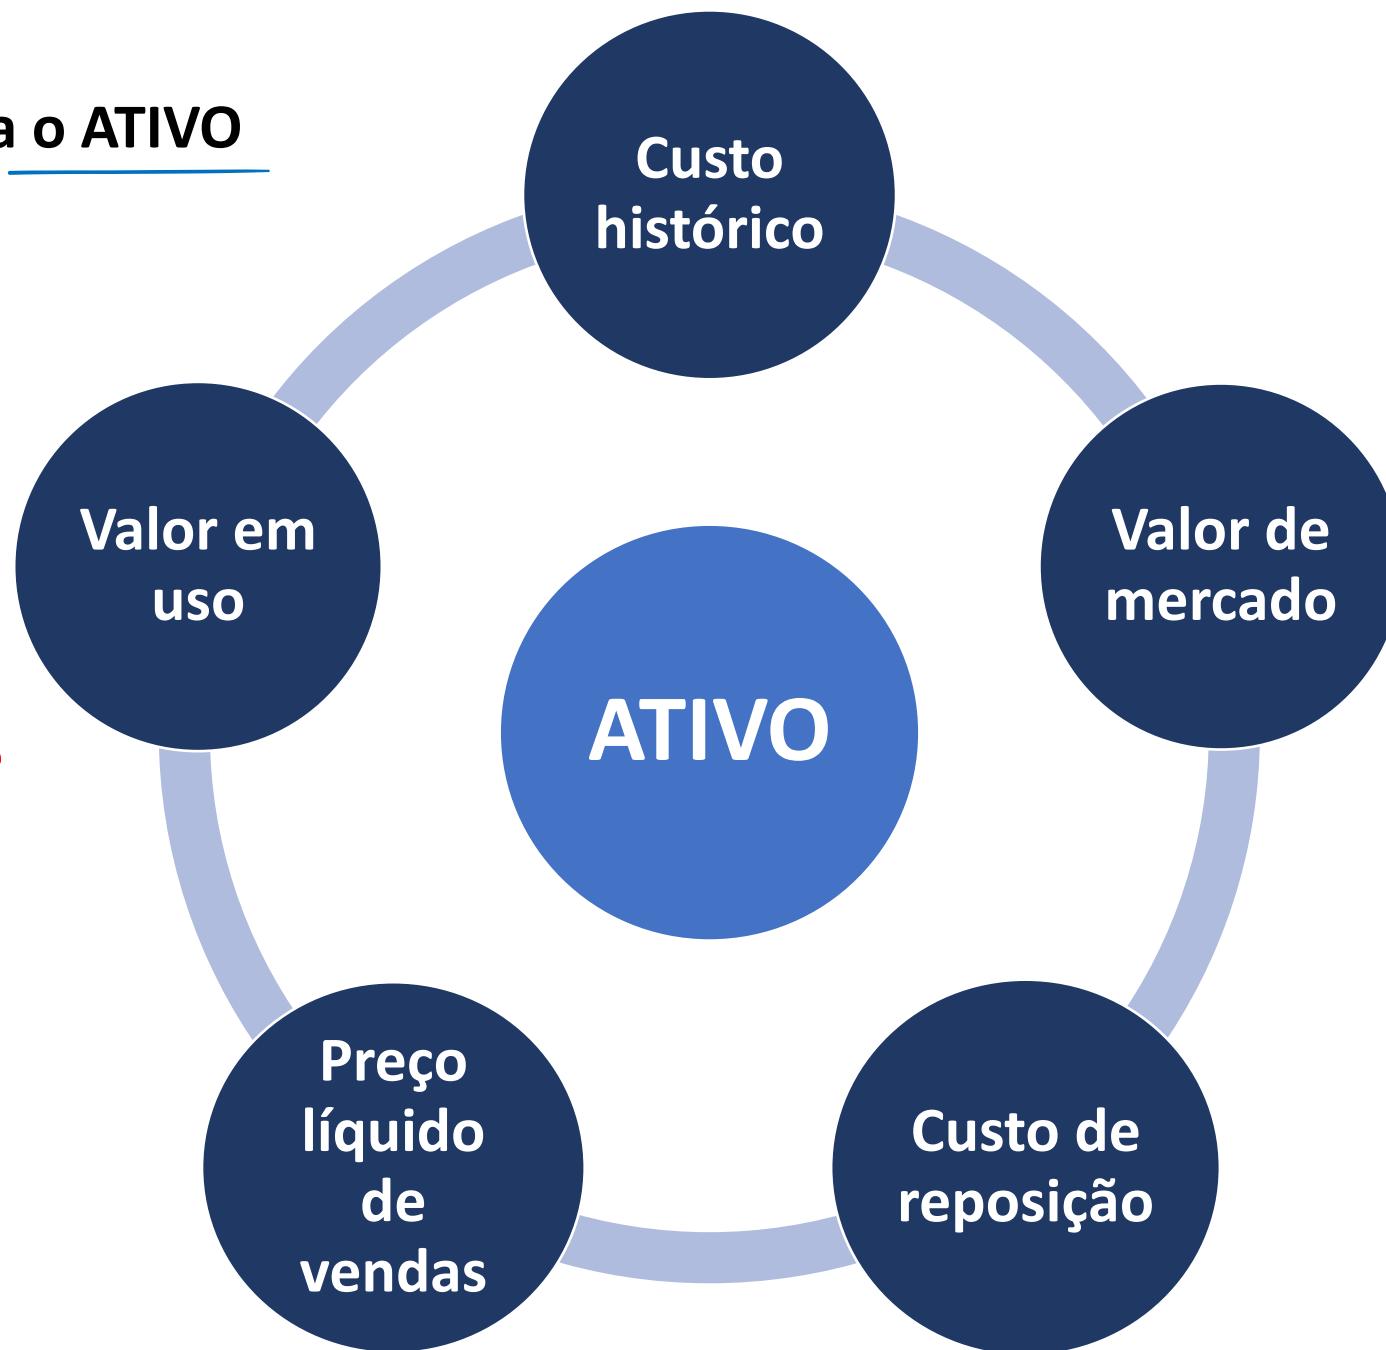 a o ATIVO
Custo
histórico
Valor em
uso
Valor de
mercado
ATIVO
Preço
líquido
de
vendas
Custo de
reposição